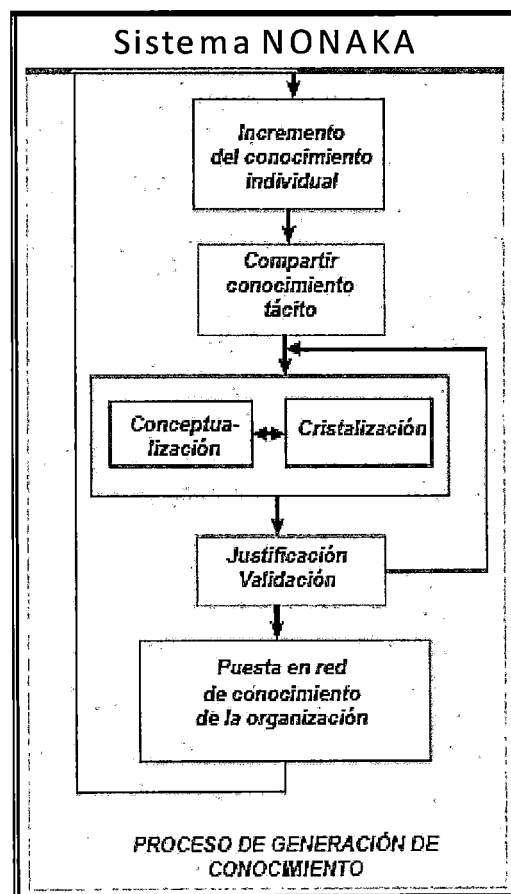 Sistema NONAKA
Incremento
del conocimiento
individual
Compartir
conocimiento
tácito
Conceptua-
lización
Cristalización
Justificación
Validación
Puesta en red
de conocimiento
de la organización
PROCESO DE GENERACIÓN DE
CONOCIMIENTO